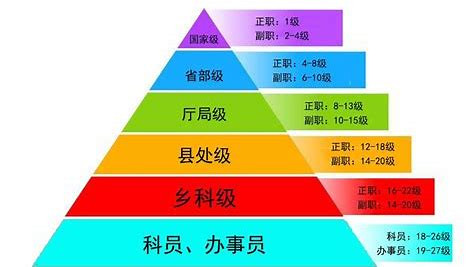 国家级
正职：1级
副职：2-4级
省部级
正职：4-8级
副职：6-10级
厅局级
正职：8-13级
副职：10-15级
县处级
正职：12-18级
副职：14-20级
乡科级
正职：16-22级
副职：14-20级
科员、办事员
科员：18-26级
办事员：19-27级